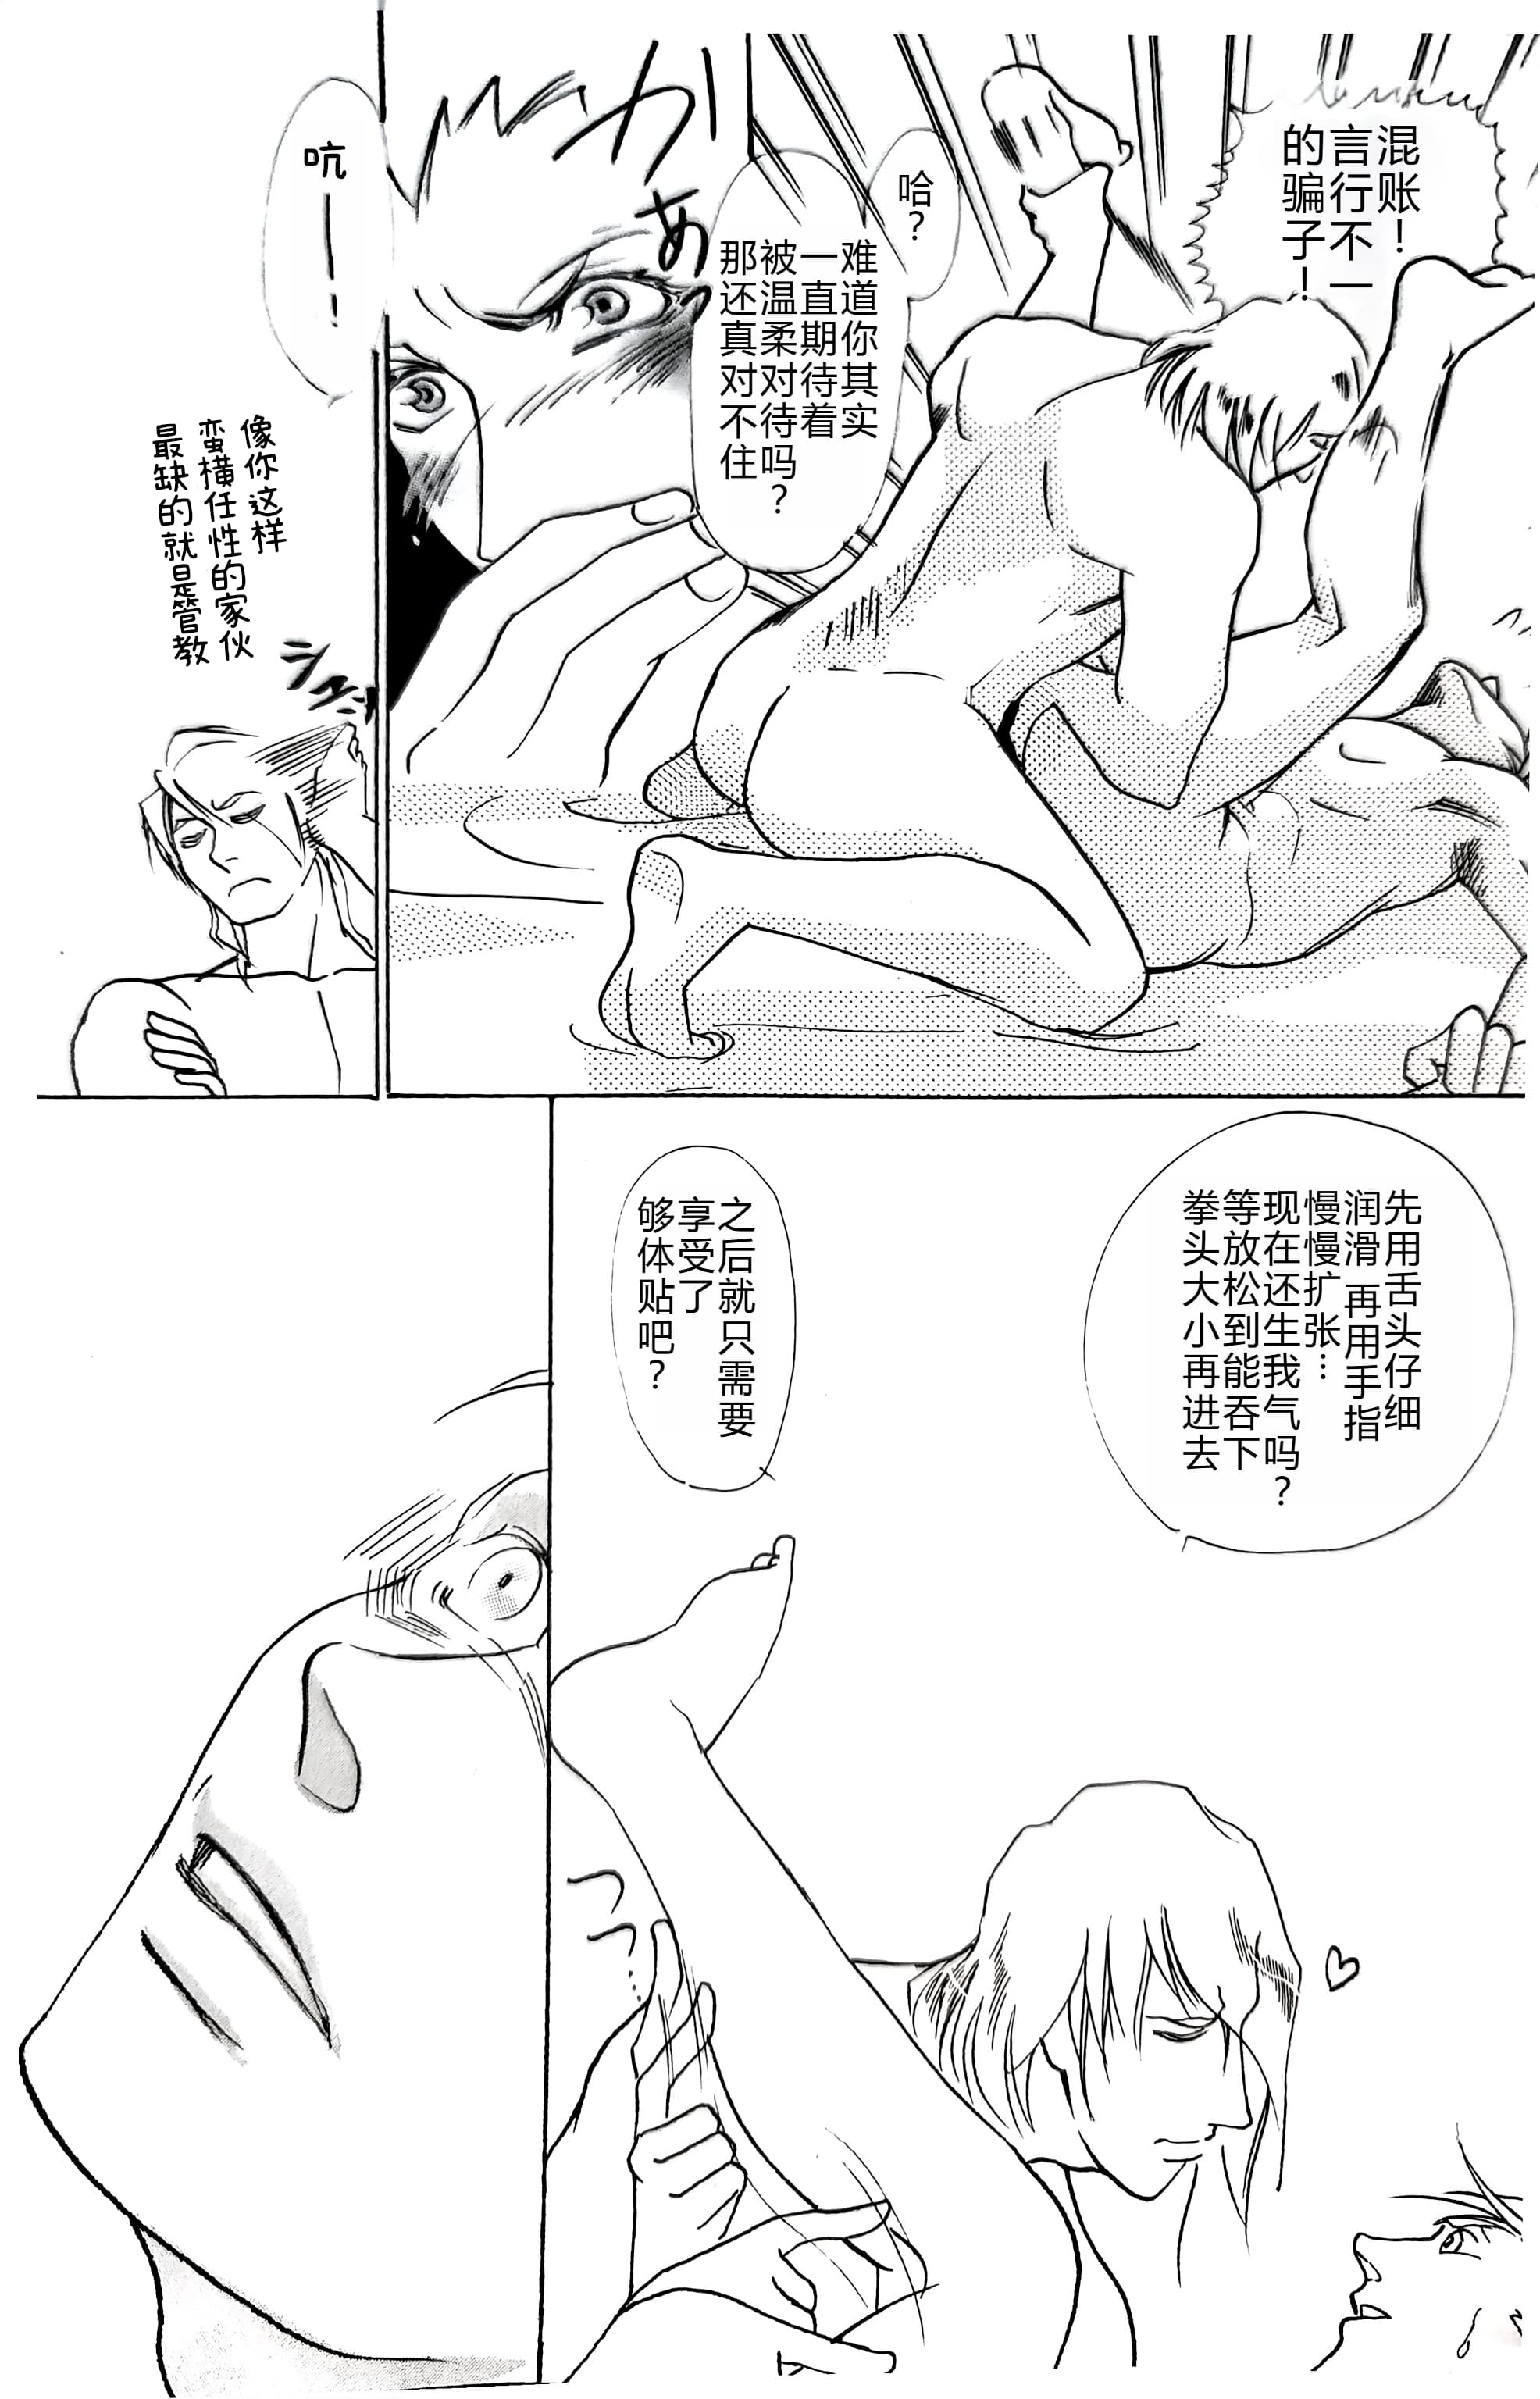 混账！
言行不一
的骗子！
哈？
难道你其实
一直期待着
被温柔对待吗？
那还真对不住
かあっ
吭——！
像你这样
蛮横任性的家伙
最缺的就是管教
先用舌头仔细
润滑 再用手指
慢慢扩张…
现在还生我气吗？
等放松到能吞下
拳头大小再进去
之后就只需要
享受了
够体贴吧？